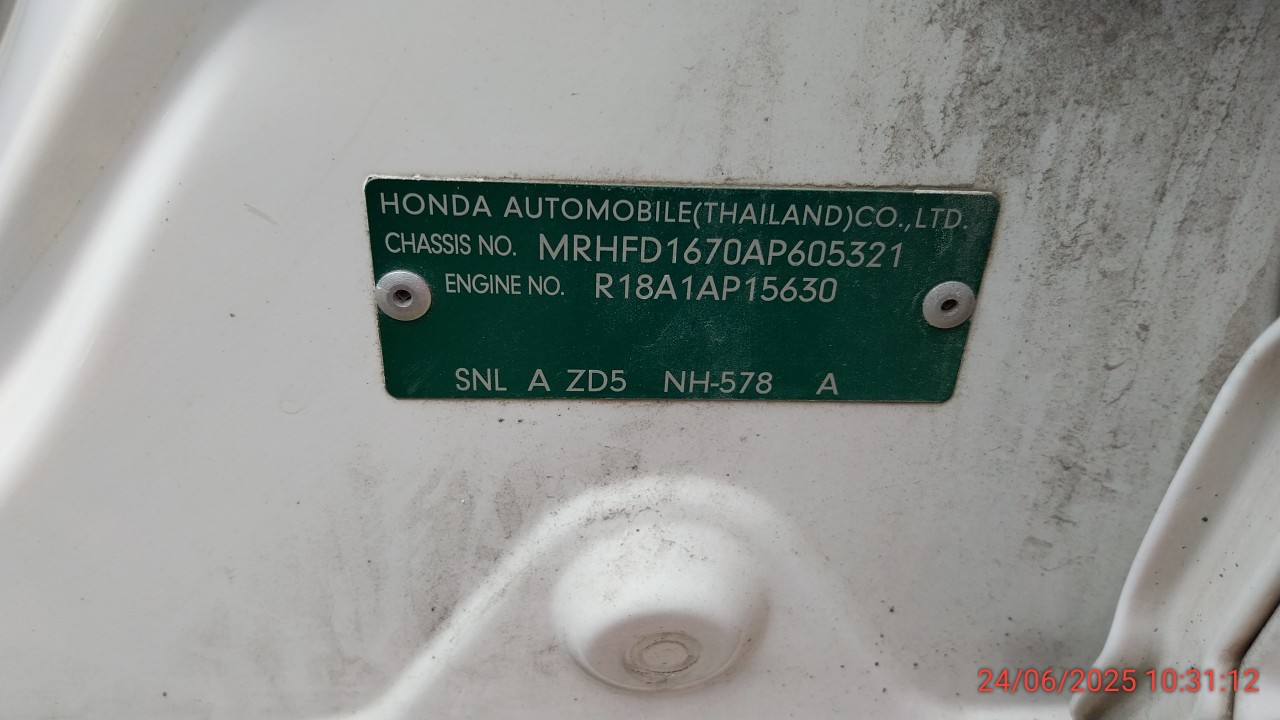 HONDA AUTOMOBILE(THAILAND)CO.,LTD.
CHASSIS NO. MRHFD1670AP605321
ENGINE NO. R18A1AP15630
SNL A ZD5 NH-578 A
24/06/2025 10:31:12